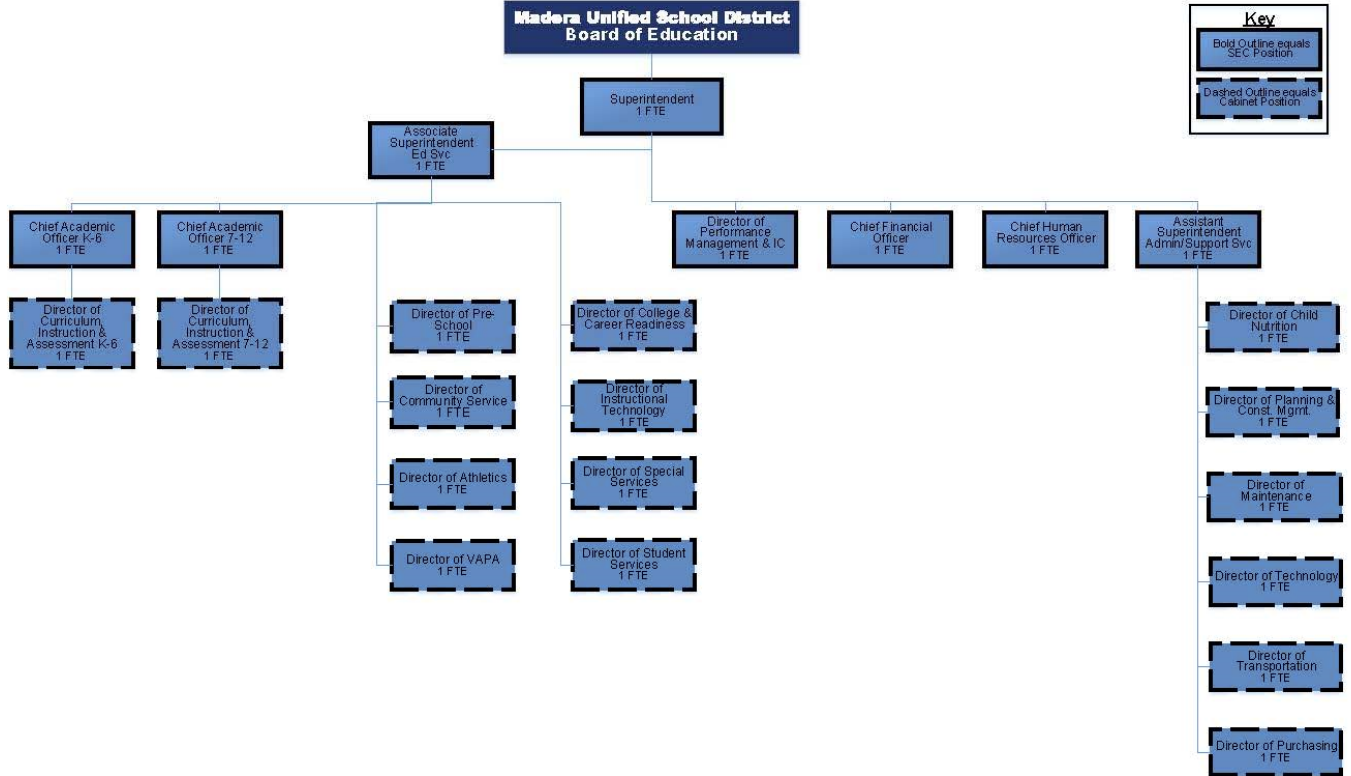 Madera Unified School District
Board of Education
Key
Bold Outline equals
SEC Position
Dashed Outline equals
Cabinet Position
Superintendent
1 FTE
Associate
Superintendent
Ed Svc
1 FTE
Chief Academic
Officer K-6
1 FTE
Chief Academic
Officer 7-12
1 FTE
Director of
Performance
Management & IC
1 FTE
Chief Financial
Officer
1 FTE
Chief Human
Resources Officer
1 FTE
Assistant
Superintendent
Admin/Support Svc
1 FTE
Director of
Curriculum,
Instruction &
Assessment K-6
1 FTE
Director of
Curriculum,
Instruction &
Assessment 7-12
1 FTE
Director of Pre-
School
1 FTE
Director of
Community Service
1 FTE
Director of Athletics
1 FTE
Director of VAPA
1 FTE
Director of College &
Career Readiness
1 FTE
Director of
Instructional
Technology
1 FTE
Director of Special
Services
1 FTE
Director of Student
Services
1 FTE
Director of Child
Nutrition
1 FTE
Director of Planning &
Const. Mgmt.
1 FTE
Director of
Maintenance
1 FTE
Director of Technology
1 FTE
Director of
Transportation
1 FTE
Director of Purchasing
1 FTE